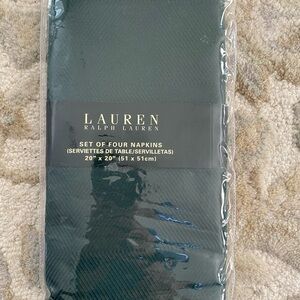 LAUREN
RALPH LAUREN
SET OF FOUR NAPKINS
(SERVIETTES DE TABLE/SERVILLETAS)
20" x 20" (51 x 51cm)